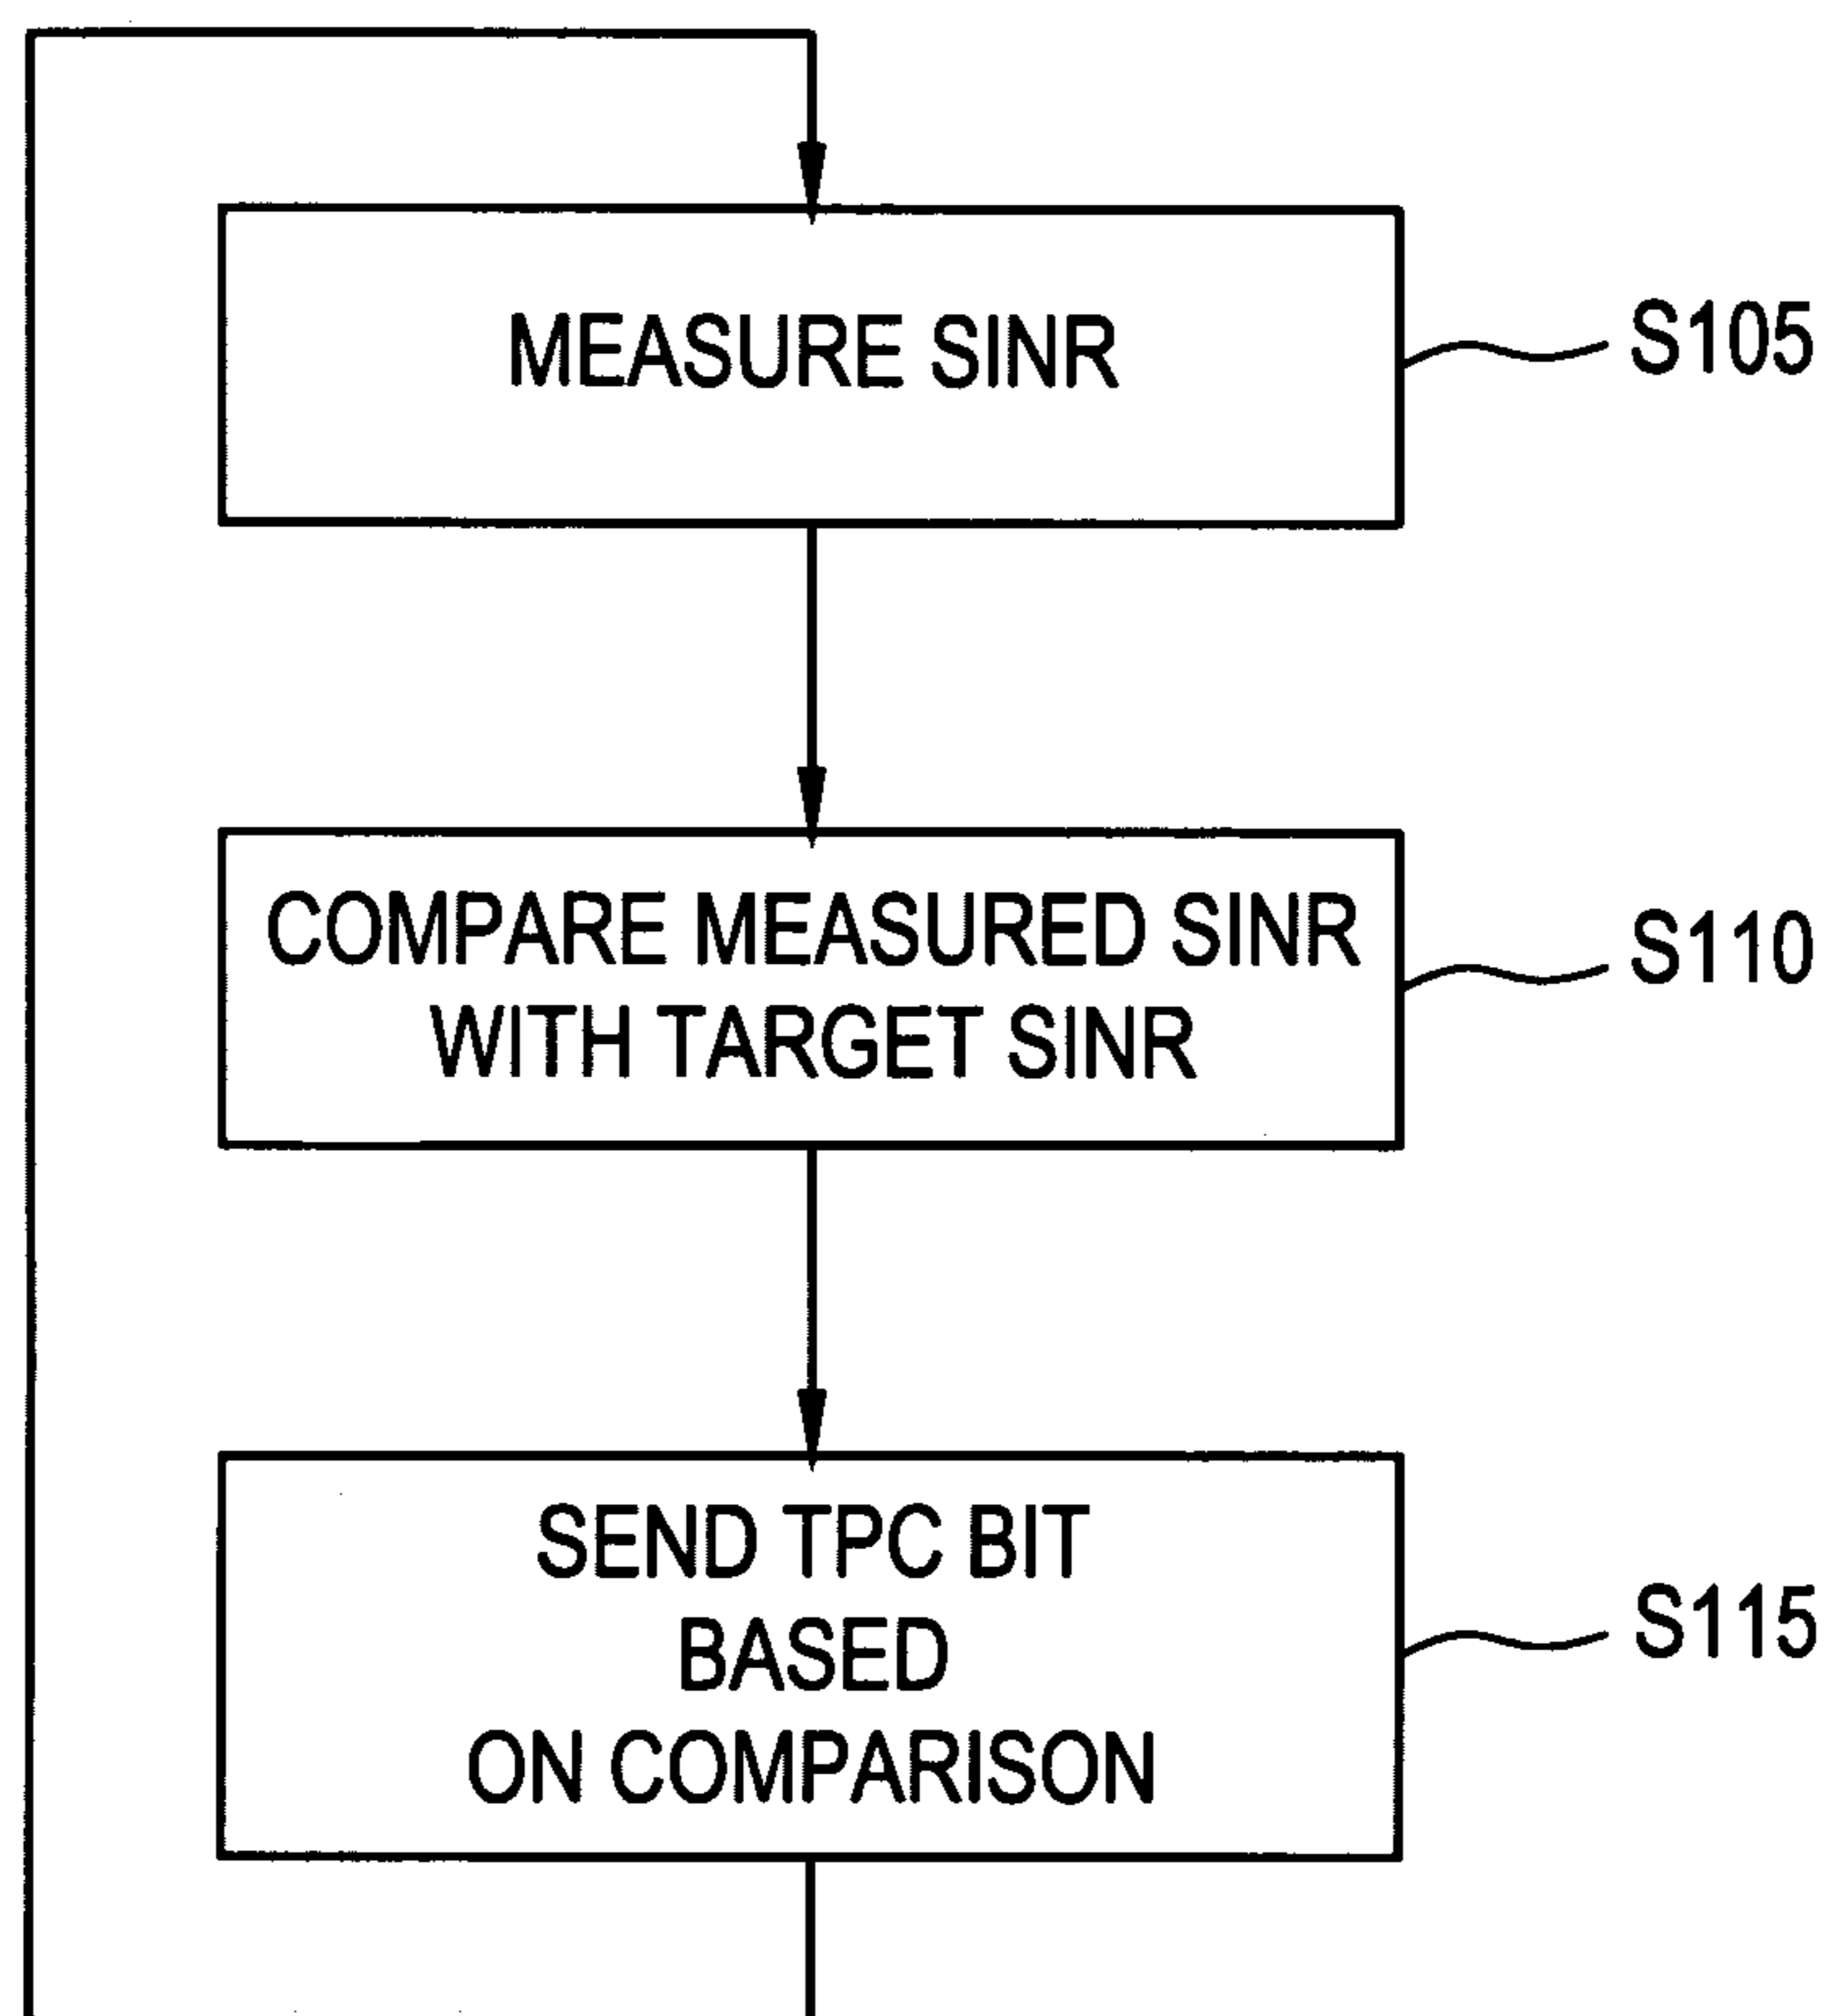 MEASURE SINR
S105
COMPARE MEASURED SINR
WITH TARGET SINR
S110
SEND TPC BIT
BASED
ON COMPARISON
S115